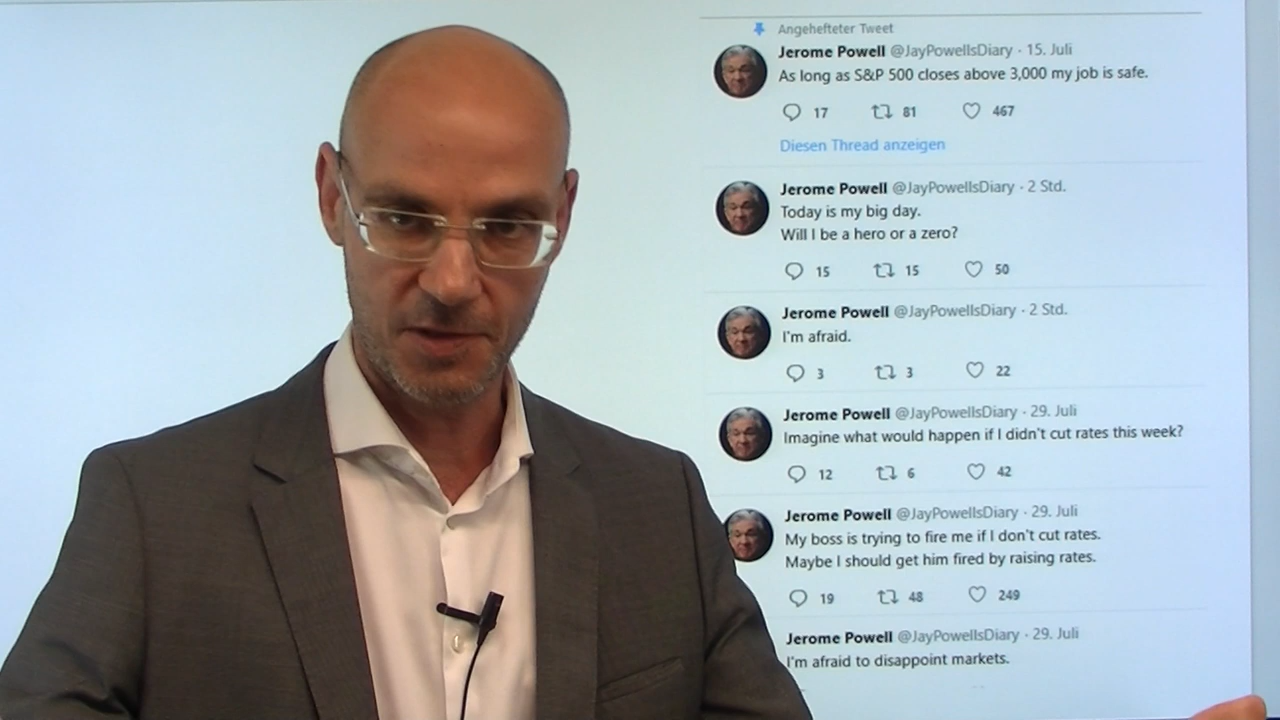 Angehefteter Tweet
Jerome Powell @JayPowellsDiary · 15. Juli
As long as S&P 500 closes above 3,000 my job is safe.
17 81 467
Diesen Thread anzeigen
Jerome Powell @JayPowellsDiary · 2 Std.
Today is my big day.
Will I be a hero or a zero?
15 15 50
Jerome Powell @JayPowellsDiary · 2 Std.
I'm afraid.
3 3 22
Jerome Powell @JayPowellsDiary · 29. Juli
Imagine what would happen if I didn't cut rates this week?
12 6 42
Jerome Powell @JayPowellsDiary · 29. Juli
My boss is trying to fire me if I don't cut rates.
Maybe I should get him fired by raising rates.
19 48 249
Jerome Powell @JayPowellsDiary · 29. Juli
I'm afraid to disappoint markets.